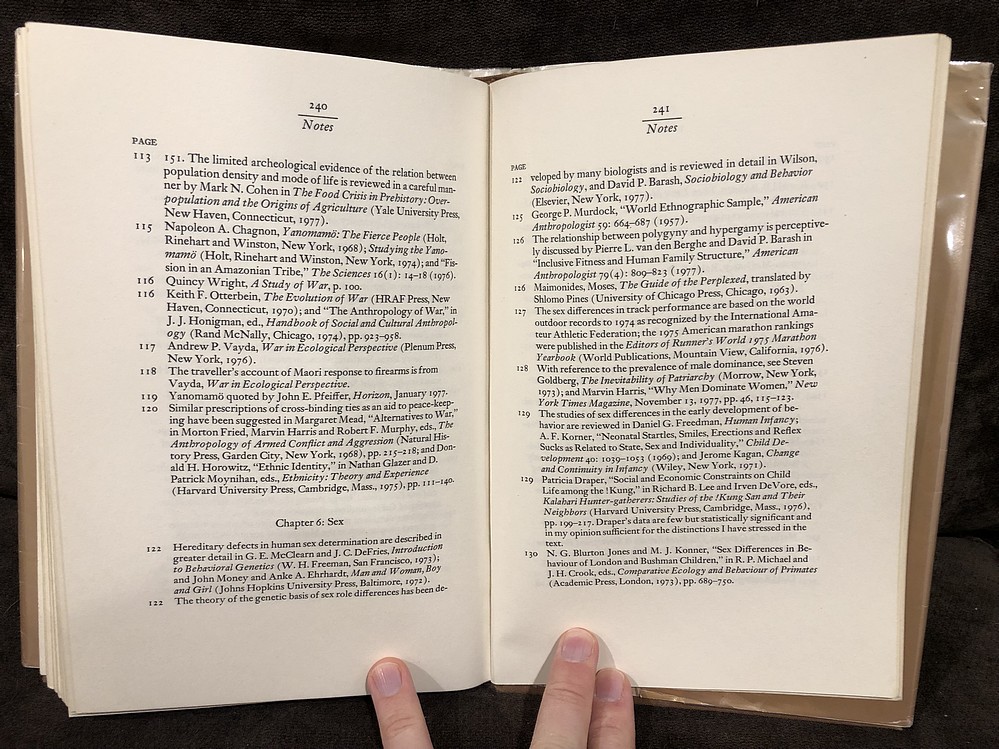 240
Notes
PAGE
113 151. The limited archeological evidence of the relation between
population density and mode of life is reviewed in a careful man-
ner by Mark N. Cohen in The Food Crisis in Prehistory: Over-
population and the Origins of Agriculture (Yale University Press,
New Haven, Connecticut, 1977).
115 Napoleon A. Chagnon, Yanomamö: The Fierce People (Holt,
Rinehart and Winston, New York, 1968); Studying the Yano-
mamö (Holt, Rinehart and Winston, New York, 1974); and "Fis-
sion in an Amazonian Tribe," The Sciences 16(1): 14–18 (1976).
116 Quincy Wright, A Study of War, p. 100.
116 Keith F. Otterbein, The Evolution of War (HRAF Press, New
Haven, Connecticut, 1970); and "The Anthropology of War," in
J. J. Honigman, ed., Handbook of Social and Cultural Anthropol-
ogy (Rand McNally, Chicago, 1974), pp. 923–958.
117 Andrew P. Vayda, War in Ecological Perspective (Plenum Press,
New York, 1976).
118 The traveller's account of Maori response to firearms is from
Vayda, War in Ecological Perspective.
119 Yanomamö quoted by John E. Pfeiffer, Horizon, January 1977.
120 Similar prescriptions of cross-binding ties as an aid to peace-keep-
ing have been suggested in Margaret Mead, "Alternatives to War,"
in Morton Fried, Marvin Harris and Robert F. Murphy, eds., The
Anthropology of Armed Conflict and Aggression (Natural His-
tory Press, Garden City, New York, 1968), pp. 215–218; and Don-
ald H. Horowitz, "Ethnic Identity," in Nathan Glazer and D.
Patrick Moynihan, eds., Ethnicity: Theory and Experience
(Harvard University Press, Cambridge, Mass., 1975), pp. 111–140.
Chapter 6: Sex
122 Hereditary defects in human sex determination are described in
greater detail in G. E. McClearn and J. C. DeFries, Introduction
to Behavioral Genetics (W. H. Freeman, San Francisco, 1973);
and John Money and Anke A. Ehrhardt, Man and Woman, Boy
and Girl (Johns Hopkins University Press, Baltimore, 1972).
122 The theory of the genetic basis of sex role differences has been de-
241
Notes
PAGE
122 veloped by many biologists and is reviewed in detail in Wilson,
Sociobiology, and David P. Barash, Sociobiology and Behavior
(Elsevier, New York, 1977).
125 George P. Murdock, "World Ethnographic Sample," American
Anthropologist 59: 664–687 (1957).
126 The relationship between polygyny and hypergamy is perceptive-
ly discussed by Pierre L. van den Berghe and David P. Barash in
"Inclusive Fitness and Human Family Structure," American
Anthropologist 79(4): 809–823 (1977).
126 Maimonides, Moses, The Guide of the Perplexed, translated by
Shlomo Pines (University of Chicago Press, Chicago, 1963).
127 The sex differences in track performance are based on the world
outdoor records to 1974 as recognized by the International Ama-
teur Athletic Federation; the 1975 American marathon rankings
were published in the Editors of Runner's World 1975 Marathon
Yearbook (World Publications, Mountain View, California, 1976).
128 With reference to the prevalence of male dominance, see Steven
Goldberg, The Inevitability of Patriarchy (Morrow, New York,
1973); and Marvin Harris, "Why Men Dominate Women," New
York Times Magazine, November 13, 1977, pp. 46, 115–123.
129 The studies of sex differences in the early development of be-
havior are reviewed in Daniel G. Freedman, Human Infancy;
A. F. Korner, "Neonatal Startles, Smiles, Erections and Reflex
Sucks as Related to State, Sex and Individuality," Child De-
velopment 40: 1039–1053 (1969); and Jerome Kagan, Change
and Continuity in Infancy (Wiley, New York, 1971).
129 Patricia Draper, "Social and Economic Constraints on Child
Life among the !Kung," in Richard B. Lee and Irven DeVore, eds.,
Kalahari Hunter-gatherers: Studies of the !Kung San and Their
Neighbors (Harvard University Press, Cambridge, Mass., 1976),
pp. 199–217. Draper's data are few but statistically significant and
in my opinion sufficient for the distinctions I have stressed in the
text.
130 N. G. Blurton Jones and M. J. Konner, "Sex Differences in Be-
haviour of London and Bushman Children," in R. P. Michael and
J. H. Crook, eds., Comparative Ecology and Behaviour of Primates
(Academic Press, London, 1973), pp. 689–750.